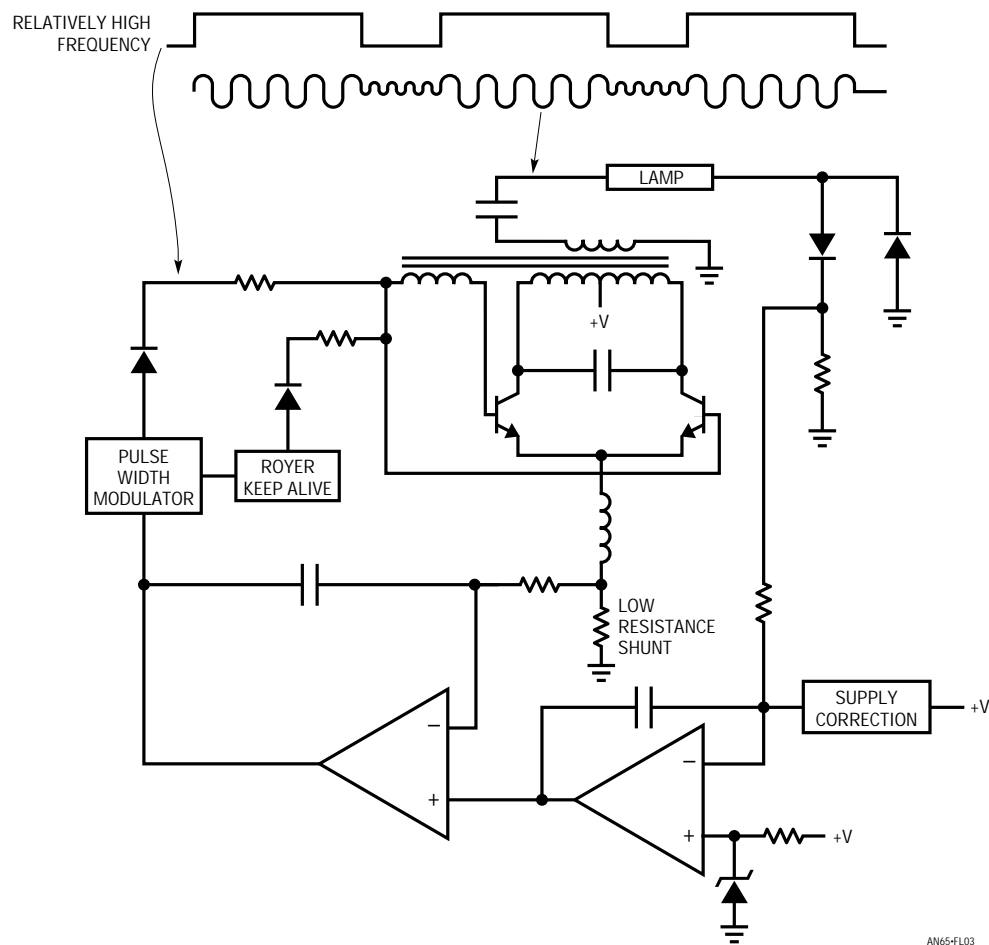 RELATIVELY HIGH
FREQUENCY
LAMP
+V
PULSE
WIDTH
MODULATOR
ROYER
KEEP ALIVE
LOW
RESISTANCE
SHUNT
SUPPLY
CORRECTION
+V
–
+
–
+
+V
AN65•FL03